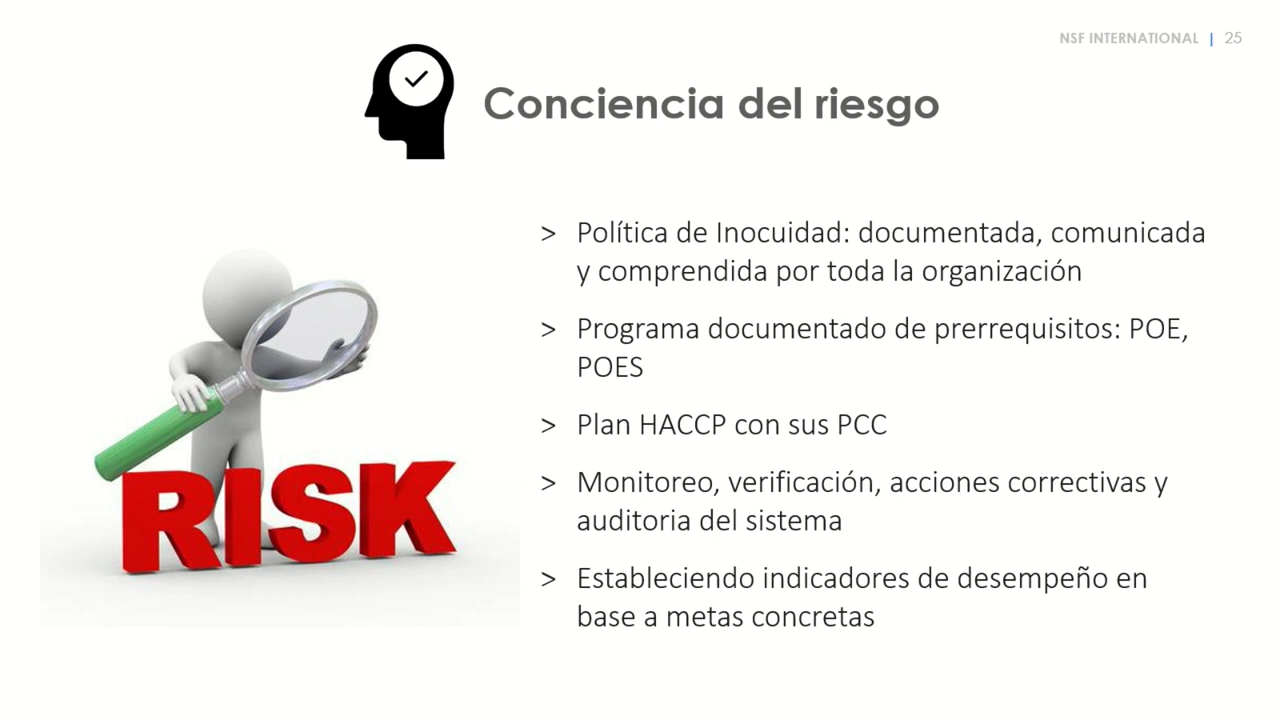 NSF INTERNATIONAL | 25
Conciencia del riesgo
> Política de Inocuidad: documentada, comunicada
y comprendida por toda la organización
> Programa documentado de prerrequisitos: POE,
POES
> Plan HACCP con sus PCC
> Monitoreo, verificación, acciones correctivas y
auditoria del sistema
> Estableciendo indicadores de desempeño en
base a metas concretas
RISK